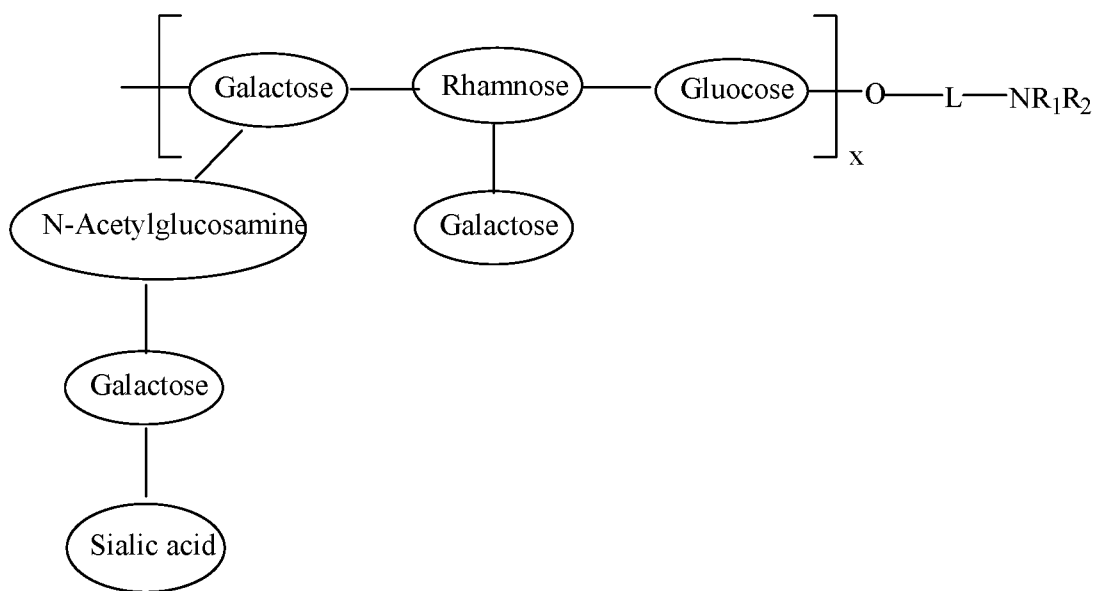 Galactose Rhamnose Gluocose O L NR₁R₂
x
N-Acetylglucosamine Galactose
Galactose
Sialic acid